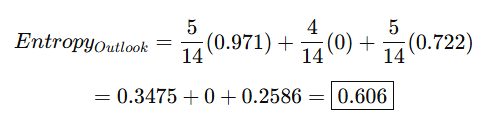 Entropy_Outlook = 5/14(0.971) + 4/14(0) + 5/14(0.722)
= 0.3475 + 0 + 0.2586 = 0.606